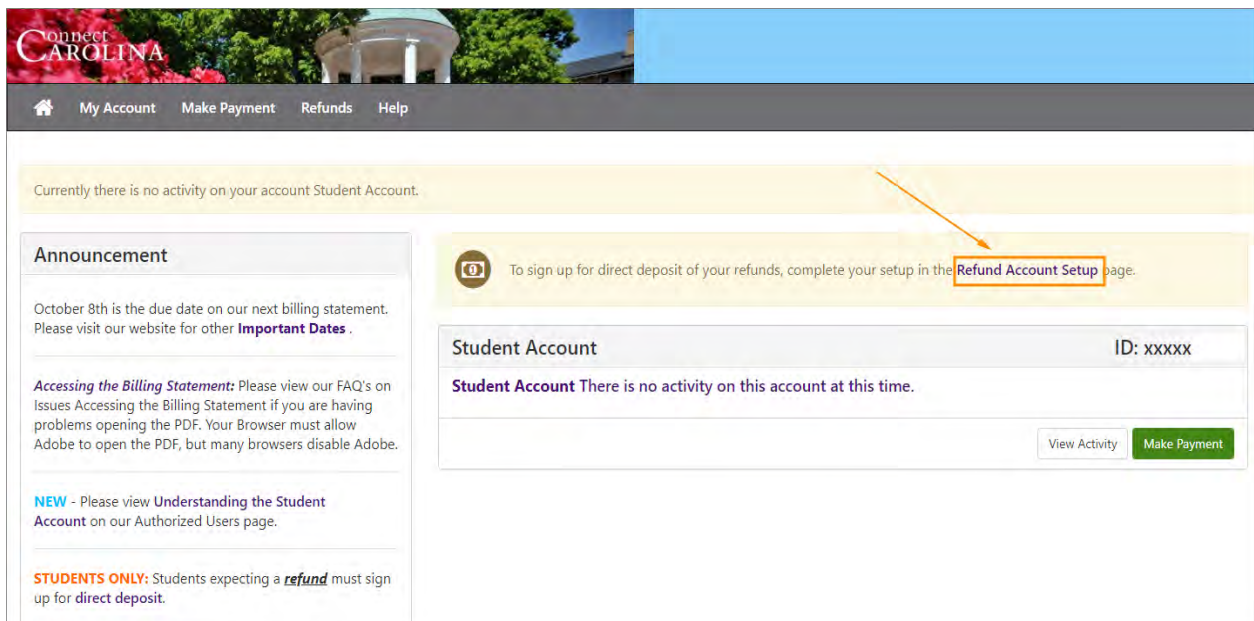 Connect
CAROLINA
My Account Make Payment Refunds Help
Currently there is no activity on your account Student Account.
Announcement
October 8th is the due date on our next billing statement.
Please visit our website for other Important Dates .
Accessing the Billing Statement: Please view our FAQ's on
Issues Accessing the Billing Statement if you are having
problems opening the PDF. Your Browser must allow
Adobe to open the PDF, but many browsers disable Adobe.
NEW - Please view Understanding the Student
Account on our Authorized Users page.
STUDENTS ONLY: Students expecting a refund must sign
up for direct deposit.
To sign up for direct deposit of your refunds, complete your setup in the Refund Account Setup page.
Student Account ID: xxxxx
Student Account There is no activity on this account at this time.
View Activity Make Payment